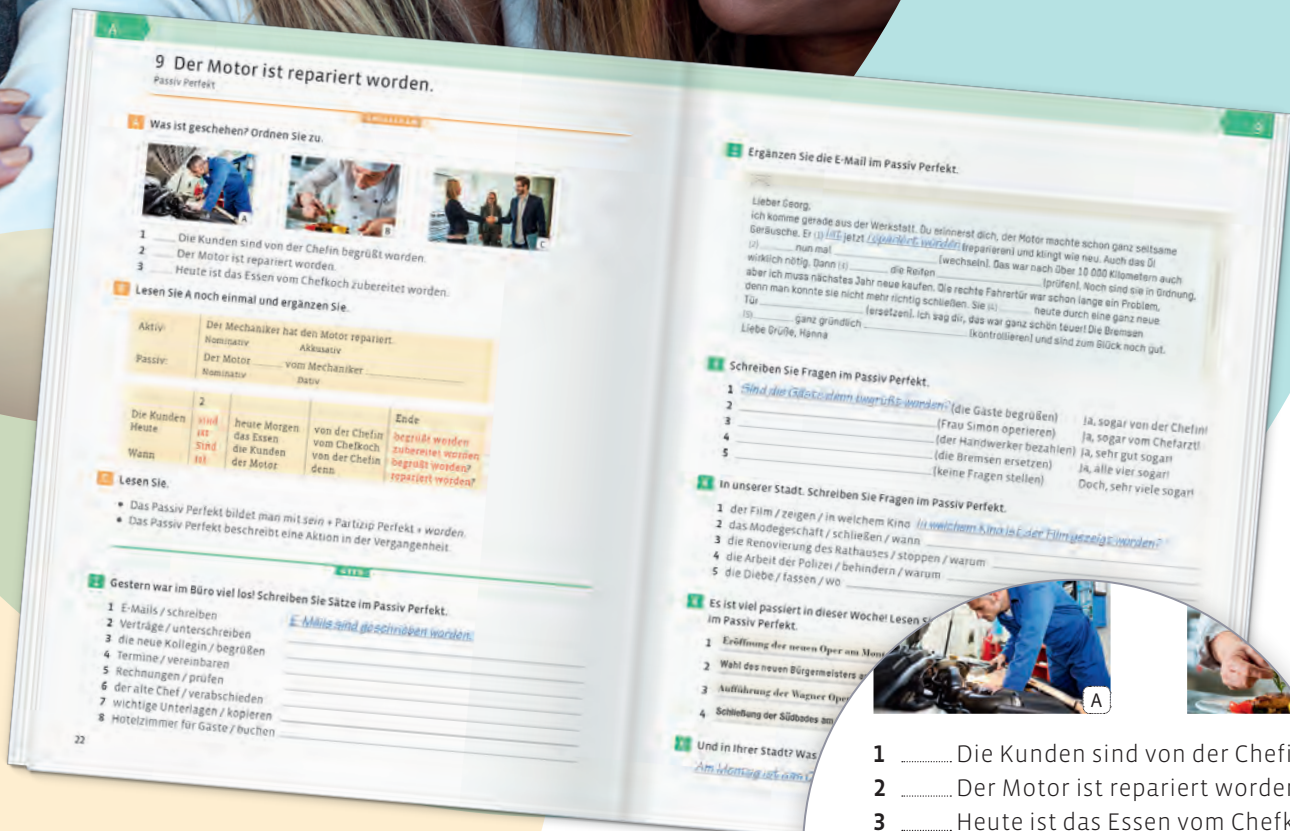 A
9 Der Motor ist repariert worden.
Passiv Perfekt
A Was ist geschehen? Ordnen Sie zu.
A
B
C
1 Die Kunden sind von der Chefin begrüßt worden.
2 Der Motor ist repariert worden.
3 Heute ist das Essen vom Chefkoch zubereitet worden.
Lesen Sie A noch einmal und ergänzen Sie.
Aktiv: Der Mechaniker hat den Motor repariert.
Nominativ Akkusativ
Passiv: Der Motor ____ vom Mechaniker ____
Nominativ Dativ
2 Ende
Die Kunden sind heute Morgen von der Chefin begrüßt worden
Heute ist das Essen vom Chefkoch zubereitet worden
Sind die Kunden von der Chefin begrüßt worden?
Wann ist der Motor denn repariert worden?
C Lesen Sie.
• Das Passiv Perfekt bildet man mit sein + Partizip Perfekt + worden.
• Das Passiv Perfekt beschreibt eine Aktion in der Vergangenheit
Gestern war im Büro viel los! Schreiben Sie Sätze im Passiv Perfekt.
1 E-Mails / schreiben E-Mails sind geschrieben worden.
2 Verträge / unterschreiben
3 die neue Kollegin / begrüßen
4 Termine / vereinbaren
5 Rechnungen / prüfen
6 der alte Chef / verabschieden
7 wichtige Unterlagen / kopieren
8 Hotelzimmer für Gäste / buchen
22
Ergänzen Sie die E-Mail im Passiv Perfekt.
Lieber Georg,
ich komme gerade aus der Werkstatt. Du erinnerst dich, der Motor machte schon ganz seltsame
Geräusche. Er (1) ist jetzt repariert worden (reparieren) und klingt wie neu. Auch das Öl
(2) ____ nun mal ____ (wechseln). Das war nach über 10 000 Kilometern auch
wirklich nötig. Dann (3) ____ die Reifen ____ (prüfen). Noch sind sie in Ordnung,
aber ich muss nächstes Jahr neue kaufen. Die rechte Fahrertür war schon lange ein Problem,
denn man konnte sie nicht mehr richtig schließen. Sie (4) ____ heute durch eine ganz neue
Tür ____ (ersetzen). Ich sag dir, das war ganz schön teuer! Die Bremsen
(5) ____ ganz gründlich ____ (kontrollieren) und sind zum Glück noch gut.
Liebe Grüße, Hanna
Schreiben Sie Fragen im Passiv Perfekt.
1 Sind die Gäste denn begrüßt worden? (die Gäste begrüßen) Ja, sogar von der Chefin!
2 (Frau Simon operieren) Ja, sogar vom Chefarzt!
3 (der Handwerker bezahlen) Ja, sehr gut sogar!
4 (die Bremsen ersetzen) Ja, alle vier sogar!
5 (keine Fragen stellen) Doch, sehr viele sogar!
In unserer Stadt. Schreiben Sie Fragen im Passiv Perfekt.
1 der Film / zeigen / in welchem Kino In welchem Kino ist der Film gezeigt worden?
2 das Modegeschäft / schließen / wann
3 die Renovierung des Rathauses / stoppen / warum
4 die Arbeit der Polizei / behindern / warum
5 die Diebe / fassen / wo
Es ist viel passiert in dieser Woche! Lesen
im Passiv Perfekt.
1 Eröffnung der neuen Oper am
2 Wahl des neuen Bürgermeisters
3 Aufführung der Wagner Oper
4 Schließung der Südbades am
Und in Ihrer Stadt? Was
Am Montag ist
A
1 Die Kunden sind von der Chefi
2 Der Motor ist repariert worden
3 Heute ist das Essen vom Chefk